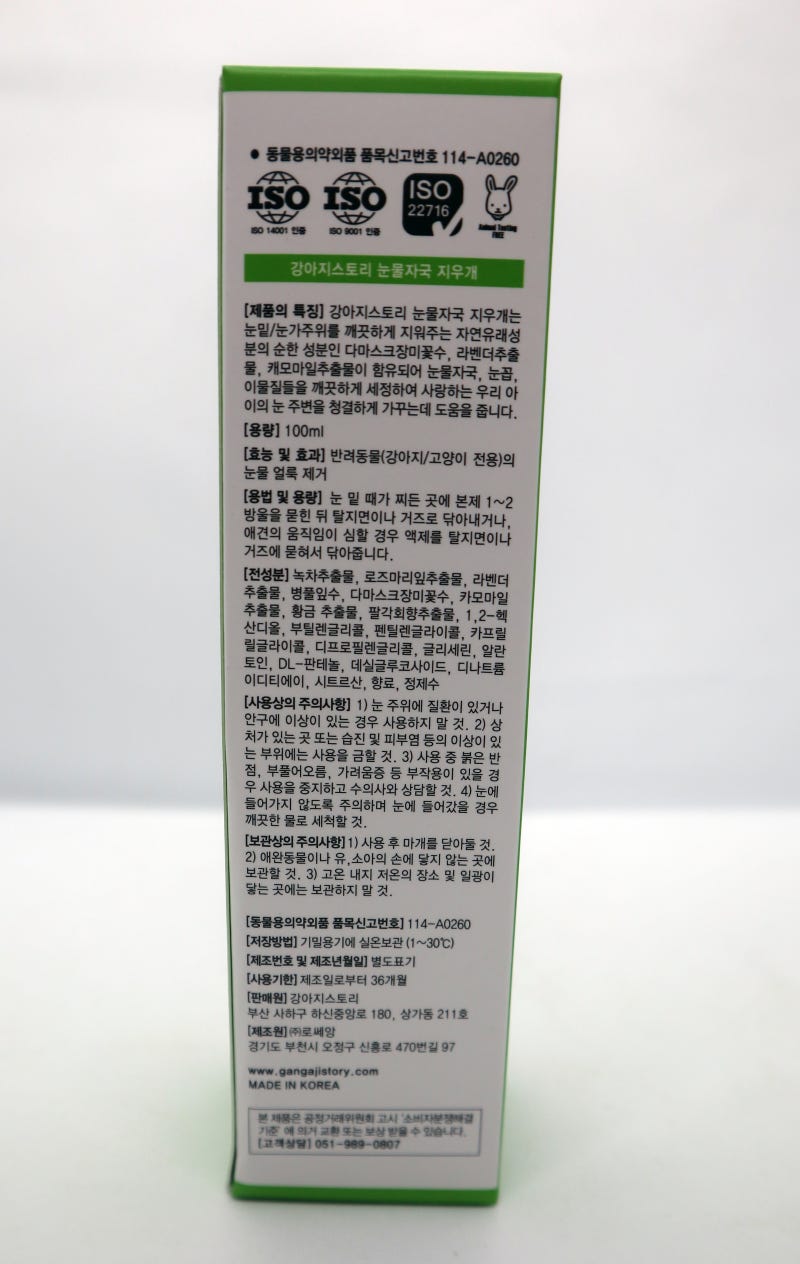 ● 동물용의약외품 품목신고번호 114-A0260
ISO
ISO 14001 인증
ISO
ISO 9001 인증
ISO
22716
Animal Testing
FREE
강아지스토리 눈물자국 지우개
[제품의 특징] 강아지스토리 눈물자국 지우개는
눈밑/눈가주위를 깨끗하게 지워주는 자연유래성
분의 순한 성분인 다마스크장미꽃수, 라벤더추출
물, 캐모마일추출물이 함유되어 눈물자국, 눈꼽,
이물질들을 깨끗하게 세정하여 사랑하는 우리 아
이의 눈 주변을 청결하게 가꾸는데 도움을 줍니다.
[용량] 100ml
[효능 및 효과] 반려동물(강아지/고양이 전용)의
눈물 얼룩 제거
[용법 및 용량] 눈 밑 때가 찌든 곳에 본제 1~2
방울을 묻힌 뒤 탈지면이나 거즈로 닦아내거나,
애견의 움직임이 심할 경우 액제를 탈지면이나
거즈에 묻혀서 닦아줍니다.
[전성분] 녹차추출물, 로즈마리잎추출물, 라벤더
추출물, 병풀잎수, 다마스크장미꽃수, 카모마일
추출물, 황금 추출물, 팔각회향추출물, 1,2-헥
산디올, 부틸렌글리콜, 펜틸렌글라이콜, 카프릴
릴글라이콜, 디프로필렌글리콜, 글리세린, 알란
토인, DL-판테놀, 데실글루코사이드, 디나트륨
이디티에이, 시트르산, 향료, 정제수
[사용상의 주의사항] 1) 눈 주위에 질환이 있거나
안구에 이상이 있는 경우 사용하지 말 것. 2) 상
처가 있는 곳 또는 습진 및 피부염 등의 이상이 있
는 부위에는 사용을 금할 것. 3) 사용 중 붉은 반
점, 부풀어오름, 가려움증 등 부작용이 있을 경
우 사용을 중지하고 수의사와 상담할 것. 4) 눈에
들어가지 않도록 주의하며 눈에 들어갔을 경우
깨끗한 물로 세척할 것.
[보관상의 주의사항] 1) 사용 후 마개를 닫아둘 것.
2) 애완동물이나 유,소아의 손에 닿지 않는 곳에
보관할 것. 3) 고온 내지 저온의 장소 및 일광이
닿는 곳에는 보관하지 말 것.
[동물용의약외품 품목신고번호] 114-A0260
[저장방법] 기밀용기에 실온보관 (1~30℃)
[제조번호 및 제조년월일] 별도표기
[사용기한] 제조일로부터 36개월
[판매원] 강아지스토리
부산 사하구 하신중앙로 180, 상가동 211호
[제조원] ㈜로쎄앙
경기도 부천시 오정구 신흥로 470번길 97
www.gangajistory.com
MADE IN KOREA
본 제품은 공정거래위원회 고시 '소비자분쟁해결
기준' 에 의거 교환 또는 보상 받을 수 있습니다.
[고객상담] 051-989-0807